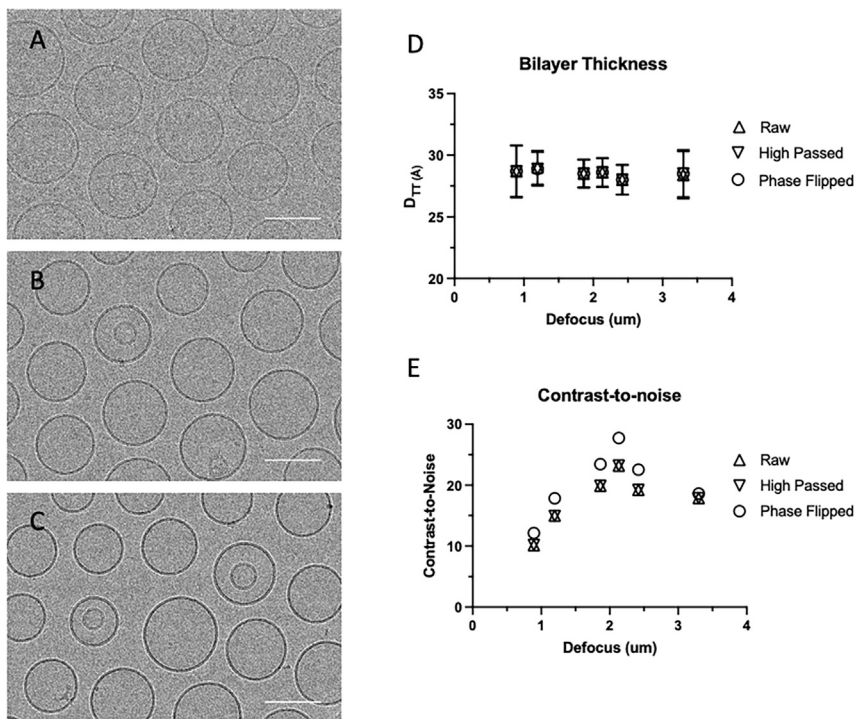 A
B
C
D
Bilayer Thickness
35
30
25
20
D_TT (Å)
0 1 2 3 4
Defocus (um)
Raw
High Passed
Phase Flipped
E
Contrast-to-noise
30
20
10
0
Contrast-to-Noise
0 1 2 3 4
Defocus (um)
Raw
High Passed
Phase Flipped